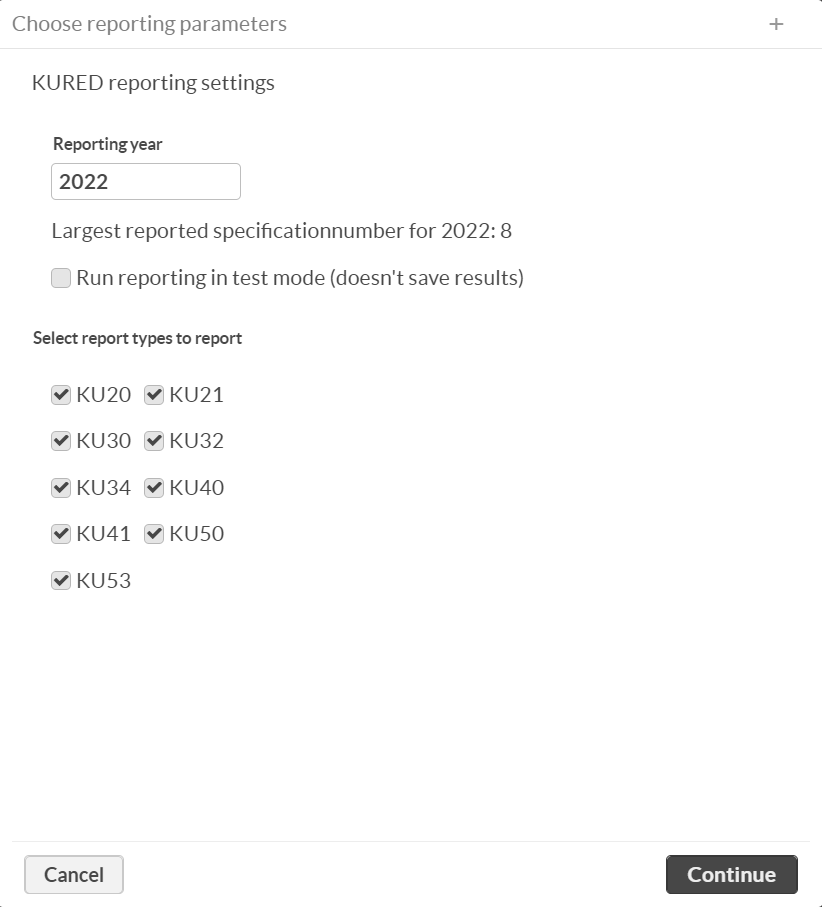 Choose reporting parameters
KURED reporting settings
Reporting year
2022
Largest reported specificationnumber for 2022: 8
Run reporting in test mode (doesn't save results)
Select report types to report
KU20 KU21
KU30 KU32
KU34 KU40
KU41 KU50
KU53
Cancel Continue